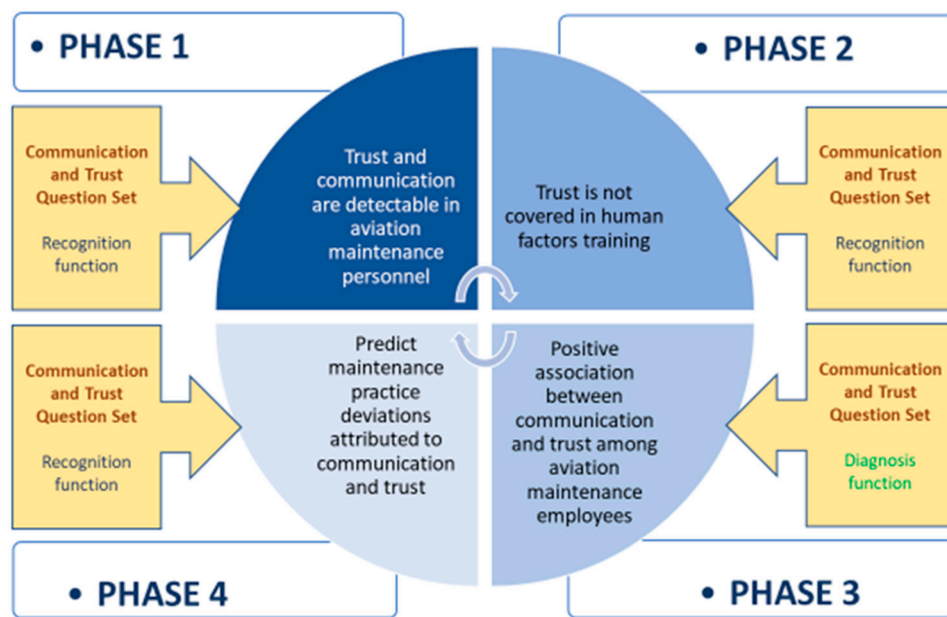 • PHASE 1
• PHASE 2
Communication
and Trust
Question Set
Recognition
function
Trust and
communication
are detectable in
aviation
maintenance
personnel
Trust is not
covered in human
factors training
Communication
and Trust
Question Set
Recognition
function
Communication
and Trust
Question Set
Recognition
function
Predict
maintenance
practice
deviations
attributed to
communication
and trust
Positive
association
between
communication
and trust among
aviation
maintenance
employees
Communication
and Trust
Question Set
Diagnosis
function
• PHASE 4
• PHASE 3